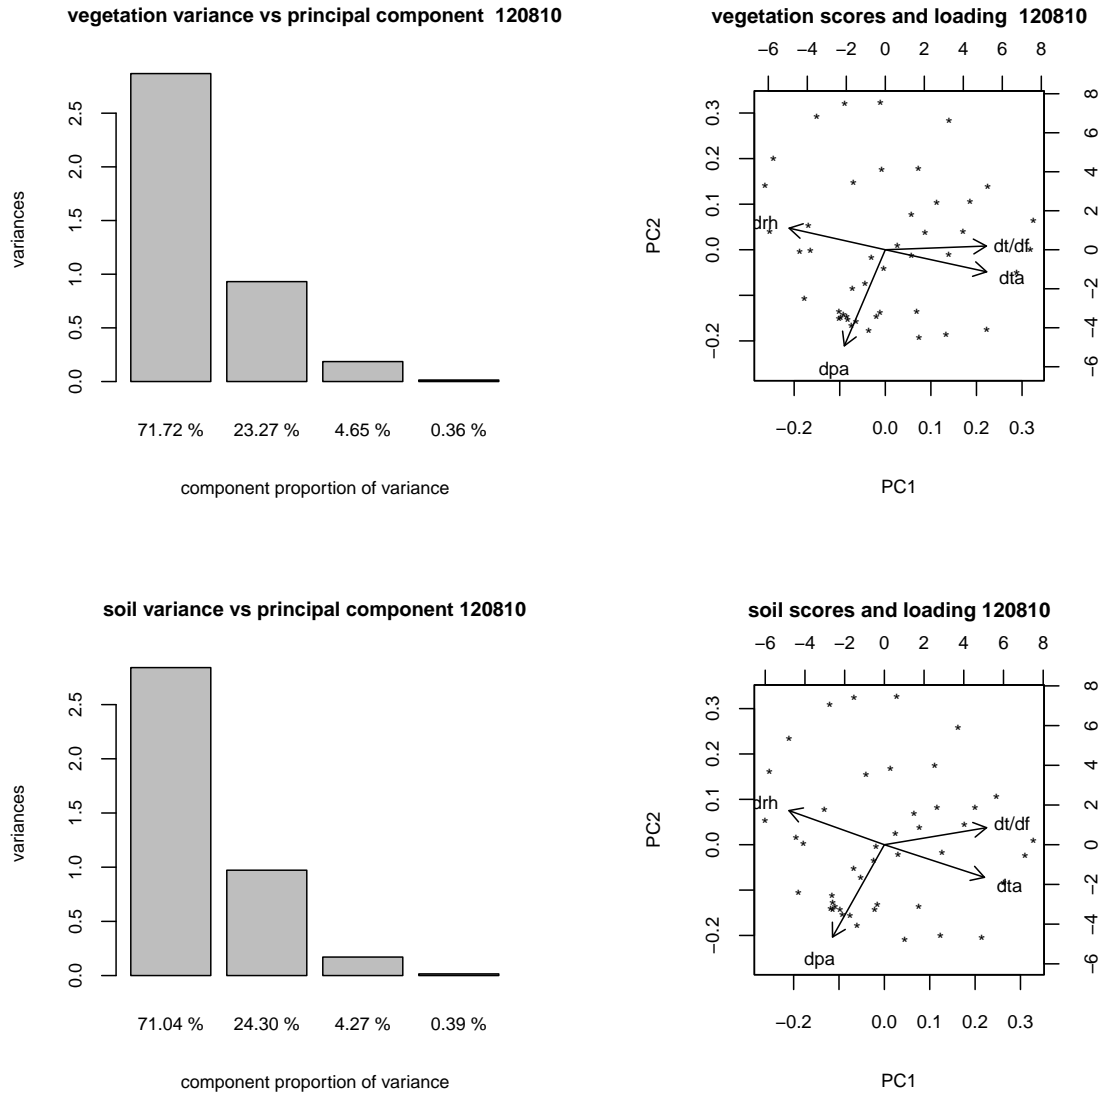 vegetation variance vs principal component 120810
variances
0.0 0.5 1.0 1.5 2.0 2.5
71.72 % 23.27 % 4.65 % 0.36 %
component proportion of variance
vegetation scores and loading 120810
−6 −4 −2 0 2 4 6 8
PC2
−0.2 0.0 0.1 0.2 0.3
−6 −4 −2 0 2 4 6 8
drh
dt/df
dta
dpa
−0.2 0.0 0.1 0.2 0.3
PC1
soil variance vs principal component 120810
variances
0.0 0.5 1.0 1.5 2.0 2.5
71.04 % 24.30 % 4.27 % 0.39 %
component proportion of variance
soil scores and loading 120810
−6 −4 −2 0 2 4 6 8
PC2
−0.2 0.0 0.1 0.2 0.3
−6 −4 −2 0 2 4 6 8
drh
dt/df
dta
dpa
−0.2 0.0 0.1 0.2 0.3
PC1